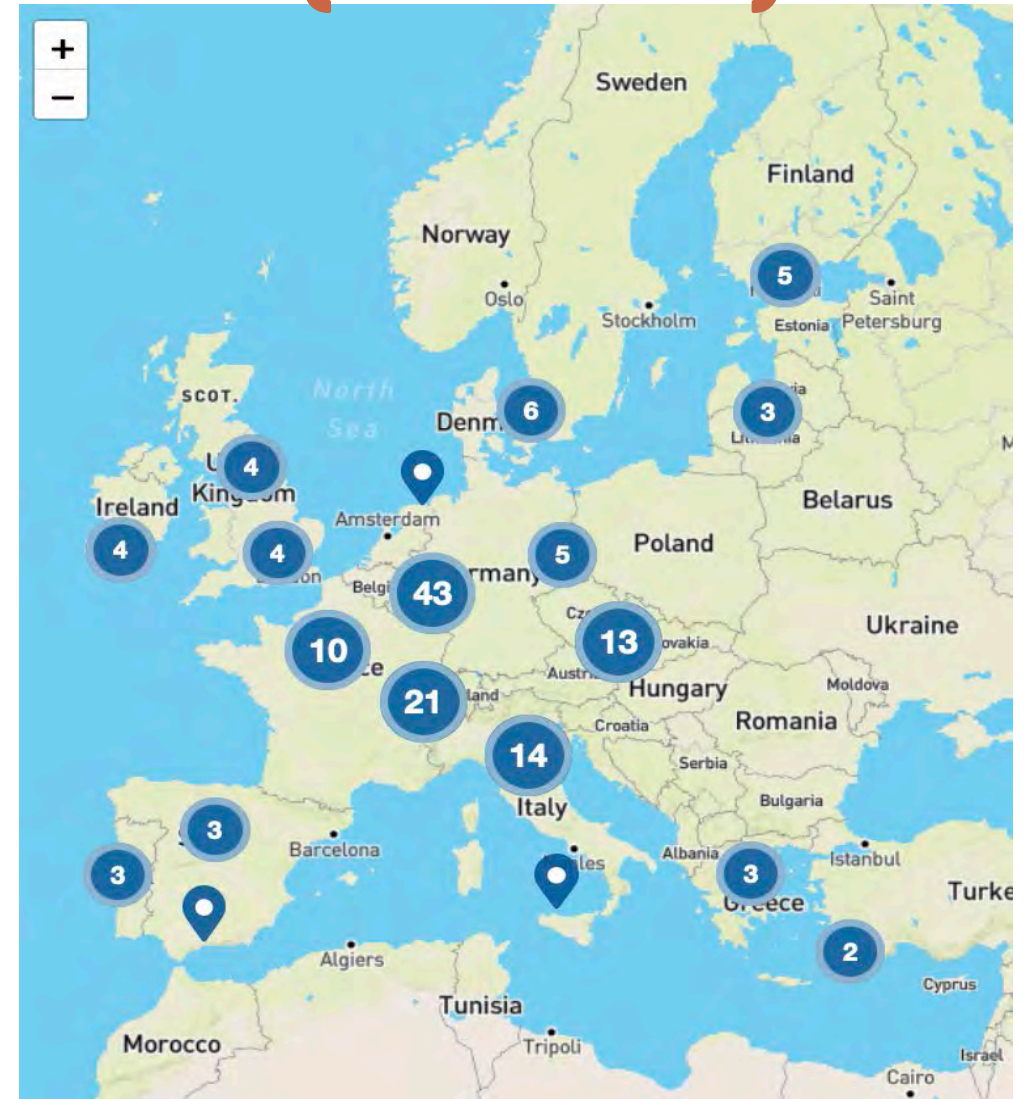 +
−
Sweden
Finland
Norway
5
Oslo
Saint
Petersburg
Stockholm
Estonia
North
Sea
SCOT.
6
3
4
Kingdom
Ireland
Amsterdam
Belarus
4
4
5
Poland
43
10
13
Ukraine
21
Hungary
Moldova
Croatia
Romania
14
Serbia
Italy
Bulgaria
3
Barcelona
Albania
Istanbul
3
3
Greece
2
Algiers
Cyprus
Tunisia
Morocco
Tripoli
Israel
Cairo